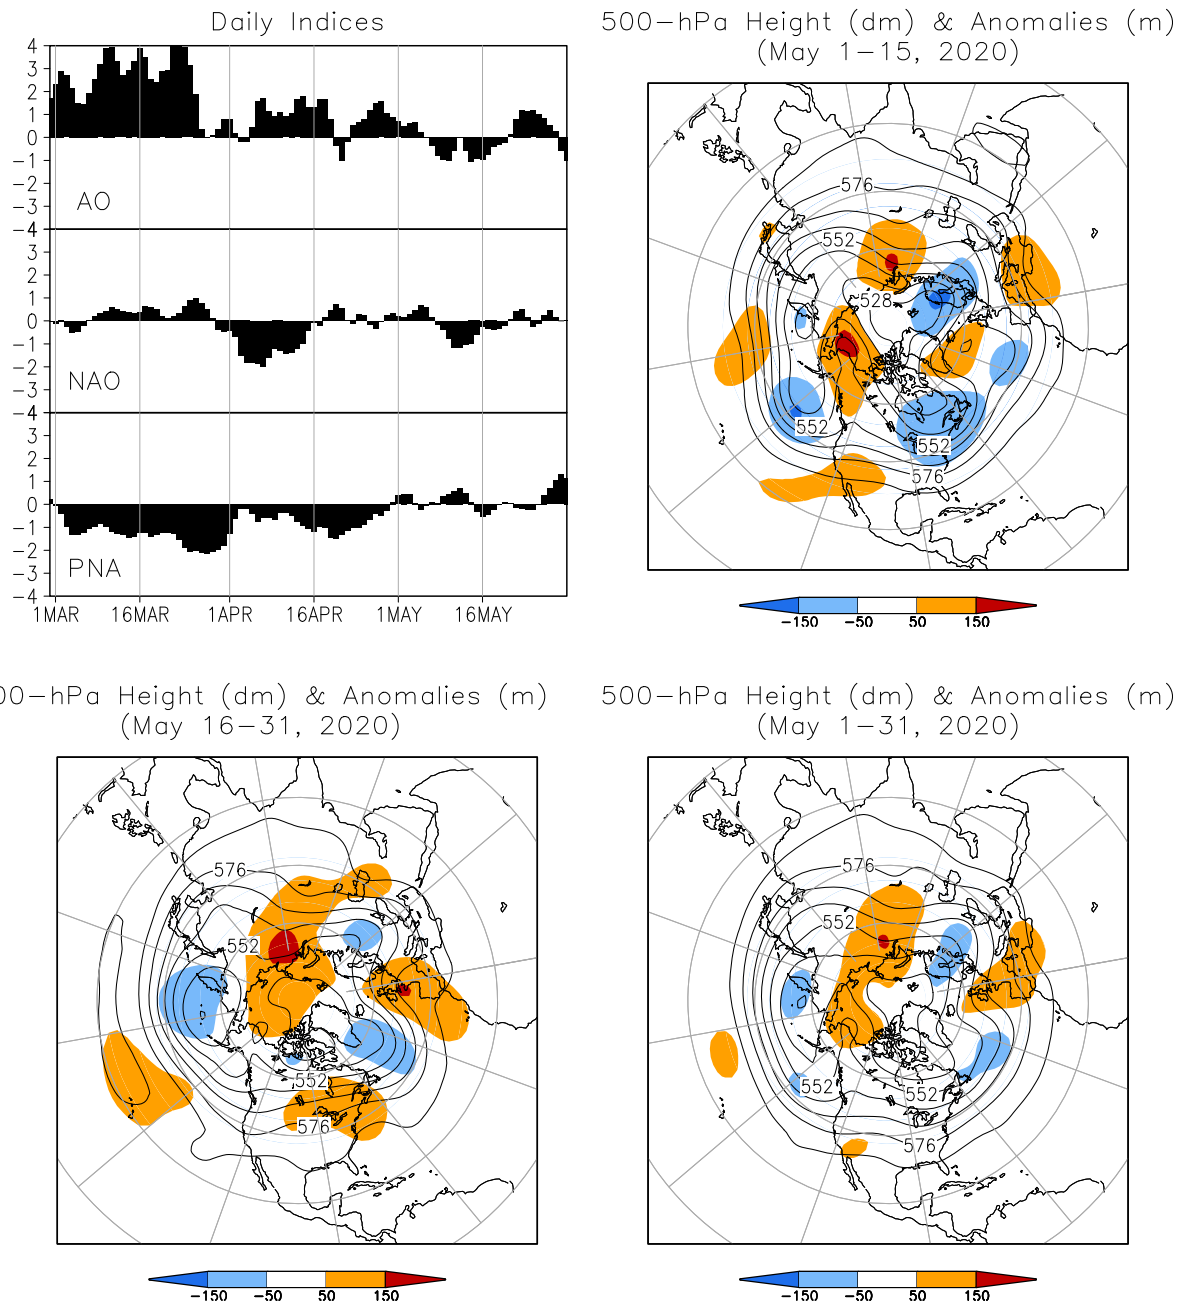 Daily Indices
4
3
2
1
0
-1
-2
-3
-4
AO
3
2
1
0
-1
-2
-3
-4
NAO
3
2
1
0
-1
-2
-3
-4
PNA
1MAR 16MAR 1APR 16APR 1MAY 16MAY
500-hPa Height (dm) & Anomalies (m)
(May 1-15, 2020)
576
552
528
552
552
576
-150 -50 50 150
00-hPa Height (dm) & Anomalies (m)
(May 16-31, 2020)
576
552
552
576
-150 -50 50 150
500-hPa Height (dm) & Anomalies (m)
(May 1-31, 2020)
576
552
552
552
576
-150 -50 50 150